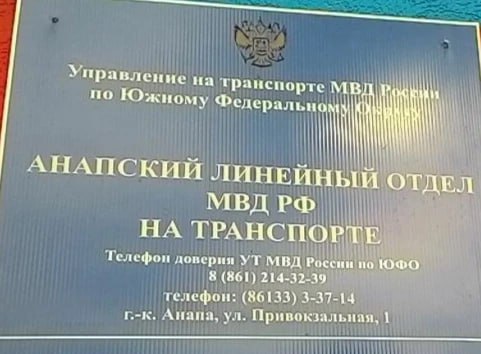 Управление на транспорте МВД России
по Южному Федеральному Округу
АНАПСКИЙ ЛИНЕЙНЫЙ ОТДЕЛ
МВД РФ
НА ТРАНСПОРТЕ
Телефон доверия УТ МВД России по ЮФО
8 (861) 214-32-39
телефон: (86133) 3-37-14
г.-к. Анапа, ул. Привокзальная, 1